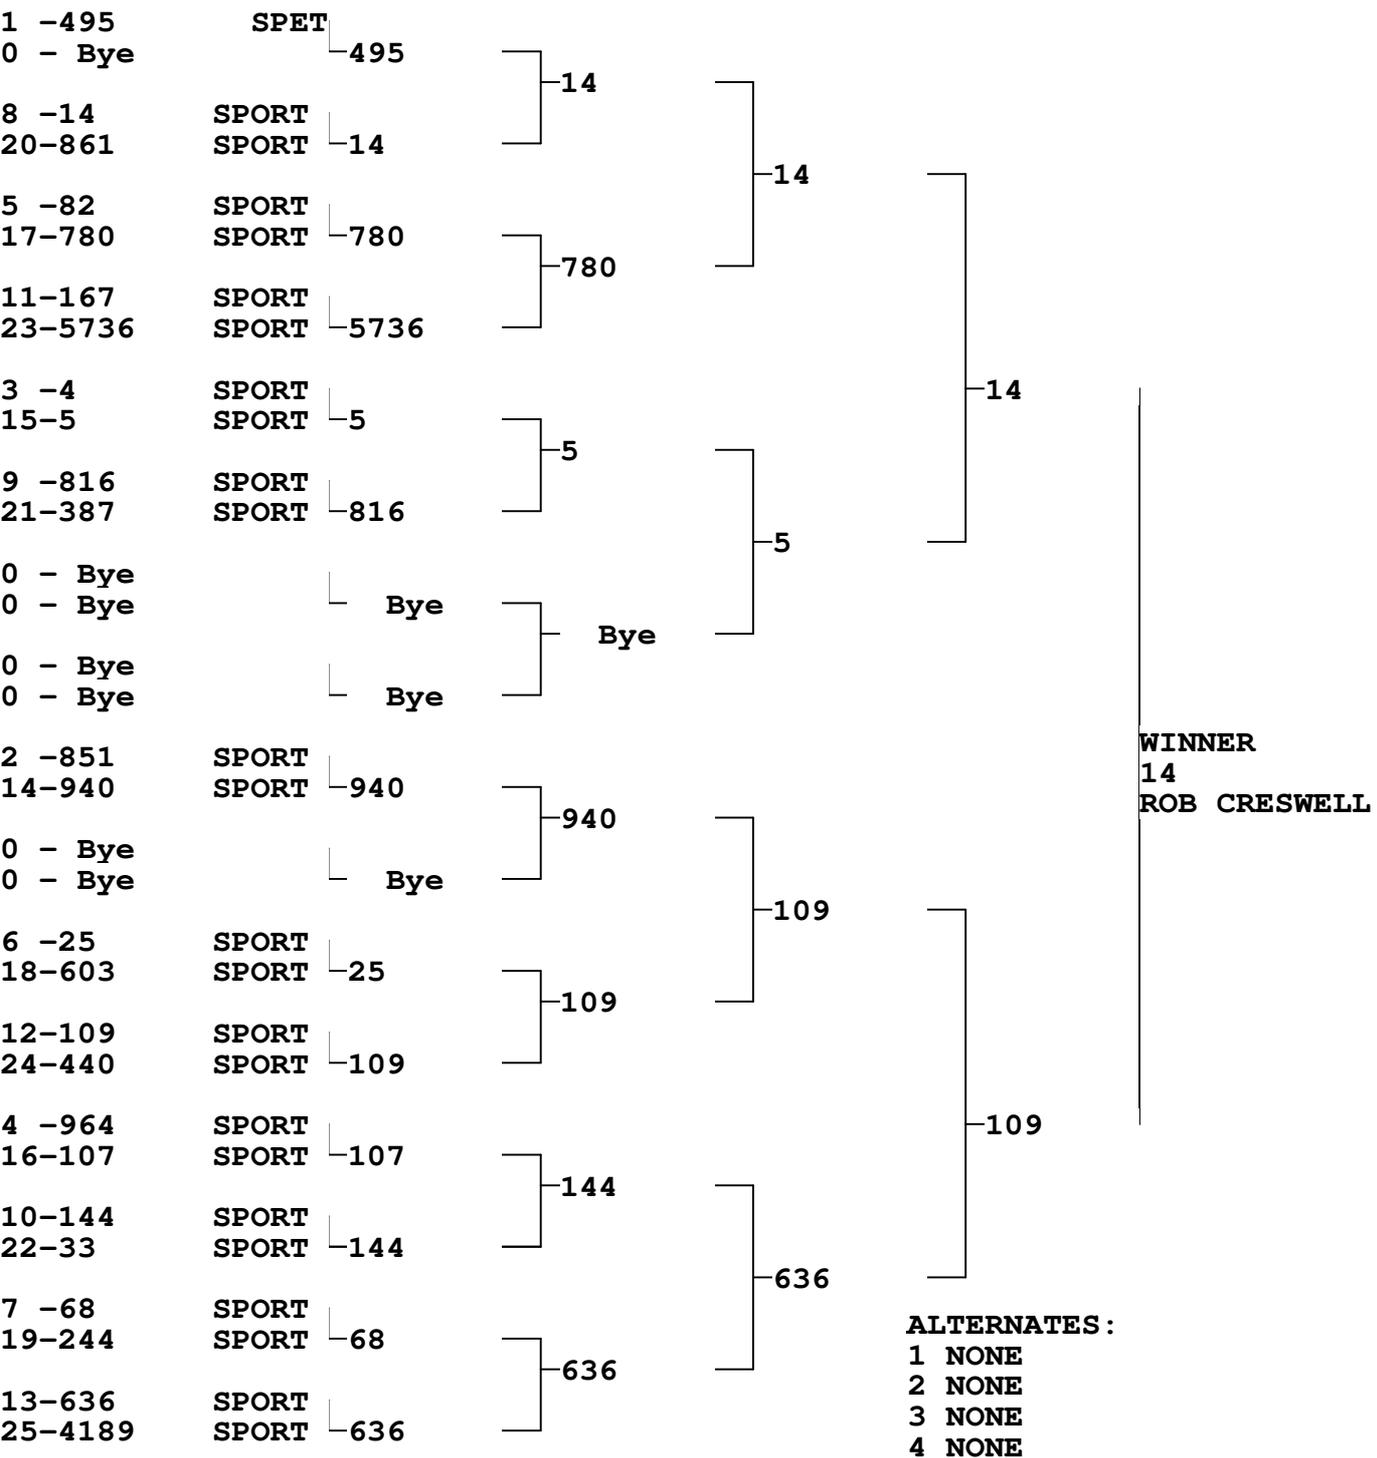 1 -495 SPET
0 - Bye 495
14
8 -14 SPORT
20-861 SPORT 14
14
5 -82 SPORT
17-780 SPORT 780
780
11-167 SPORT
23-5736 SPORT 5736
3 -4 SPORT 14
15-5 SPORT 5
5
9 -816 SPORT
21-387 SPORT 816
5
0 - Bye
0 - Bye Bye
Bye
0 - Bye
0 - Bye Bye
WINNER
2 -851 SPORT
14
14-940 SPORT 940
ROB CRESWELL
940
0 - Bye
0 - Bye Bye
109
6 -25 SPORT
18-603 SPORT 25
109
12-109 SPORT
24-440 SPORT 109
4 -964 SPORT 109
16-107 SPORT 107
144
10-144 SPORT
22-33 SPORT 144
636
7 -68 SPORT
ALTERNATES:
19-244 SPORT 68
1 NONE
636
2 NONE
13-636 SPORT
3 NONE
25-4189 SPORT 636
4 NONE